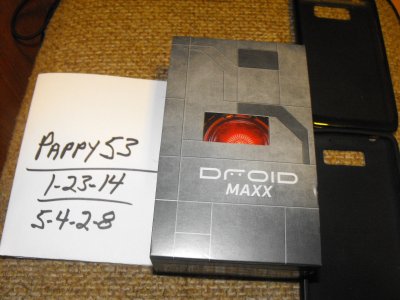 PAPPY53
1-23-14
5-4-2-8
DROID
MAXX